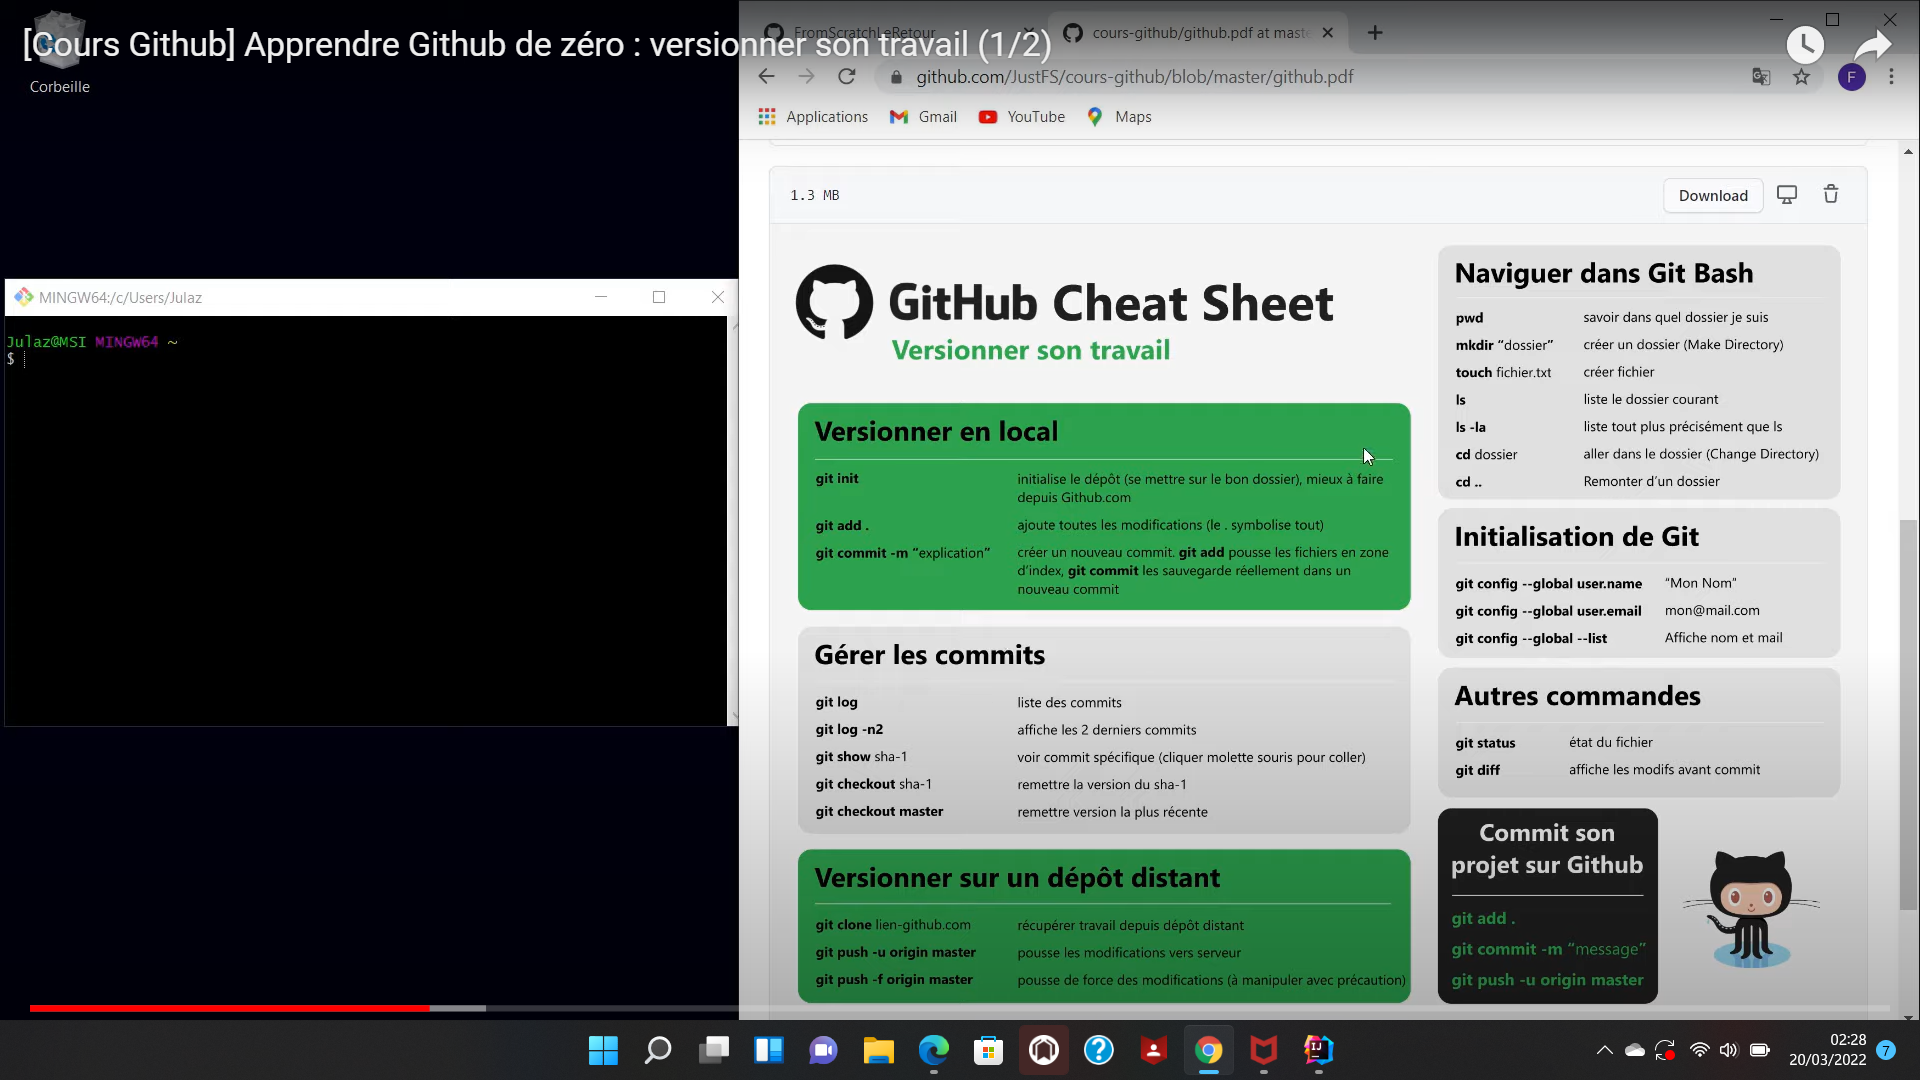 [Cours Github] Apprendre Github de zéro : versionner son travail (1/2)
Corbeille
FromScratchLeRetour
cours-github/github.pdf at maste
github.com/JustFS/cours-github/blob/master/github.pdf
F
Applications
Gmail
YouTube
Maps
1.3 MB
Download
MINGW64:/c/Users/Julaz
Julaz@MSI MINGW64 ~
$
GitHub Cheat Sheet
Versionner son travail
Versionner en local
git init initialise le dépôt (se mettre sur le bon dossier), mieux à faire
depuis Github.com
git add . ajoute toutes les modifications (le . symbolise tout)
git commit -m “explication” créer un nouveau commit. git add pousse les fichiers en zone
d’index, git commit les sauvegarde réellement dans un
nouveau commit
Gérer les commits
git log liste des commits
git log -n2 affiche les 2 derniers commits
git show sha-1 voir commit spécifique (cliquer molette souris pour coller)
git checkout sha-1 remettre la version du sha-1
git checkout master remettre version la plus récente
Versionner sur un dépôt distant
git clone lien-github.com récupérer travail depuis dépôt distant
git push -u origin master pousse les modifications vers serveur
git push -f origin master pousse de force des modifications (à manipuler avec précaution)
Naviguer dans Git Bash
pwd savoir dans quel dossier je suis
mkdir “dossier” créer un dossier (Make Directory)
touch fichier.txt créer fichier
ls liste le dossier courant
ls -la liste tout plus précisément que ls
cd dossier aller dans le dossier (Change Directory)
cd .. Remonter d’un dossier
Initialisation de Git
git config --global user.name “Mon Nom”
git config --global user.email mon@mail.com
git config --global --list Affiche nom et mail
Autres commandes
git status état du fichier
git diff affiche les modifs avant commit
Commit son
projet sur Github
git add .
git commit -m “message”
git push -u origin master
02:28
20/03/2022
7